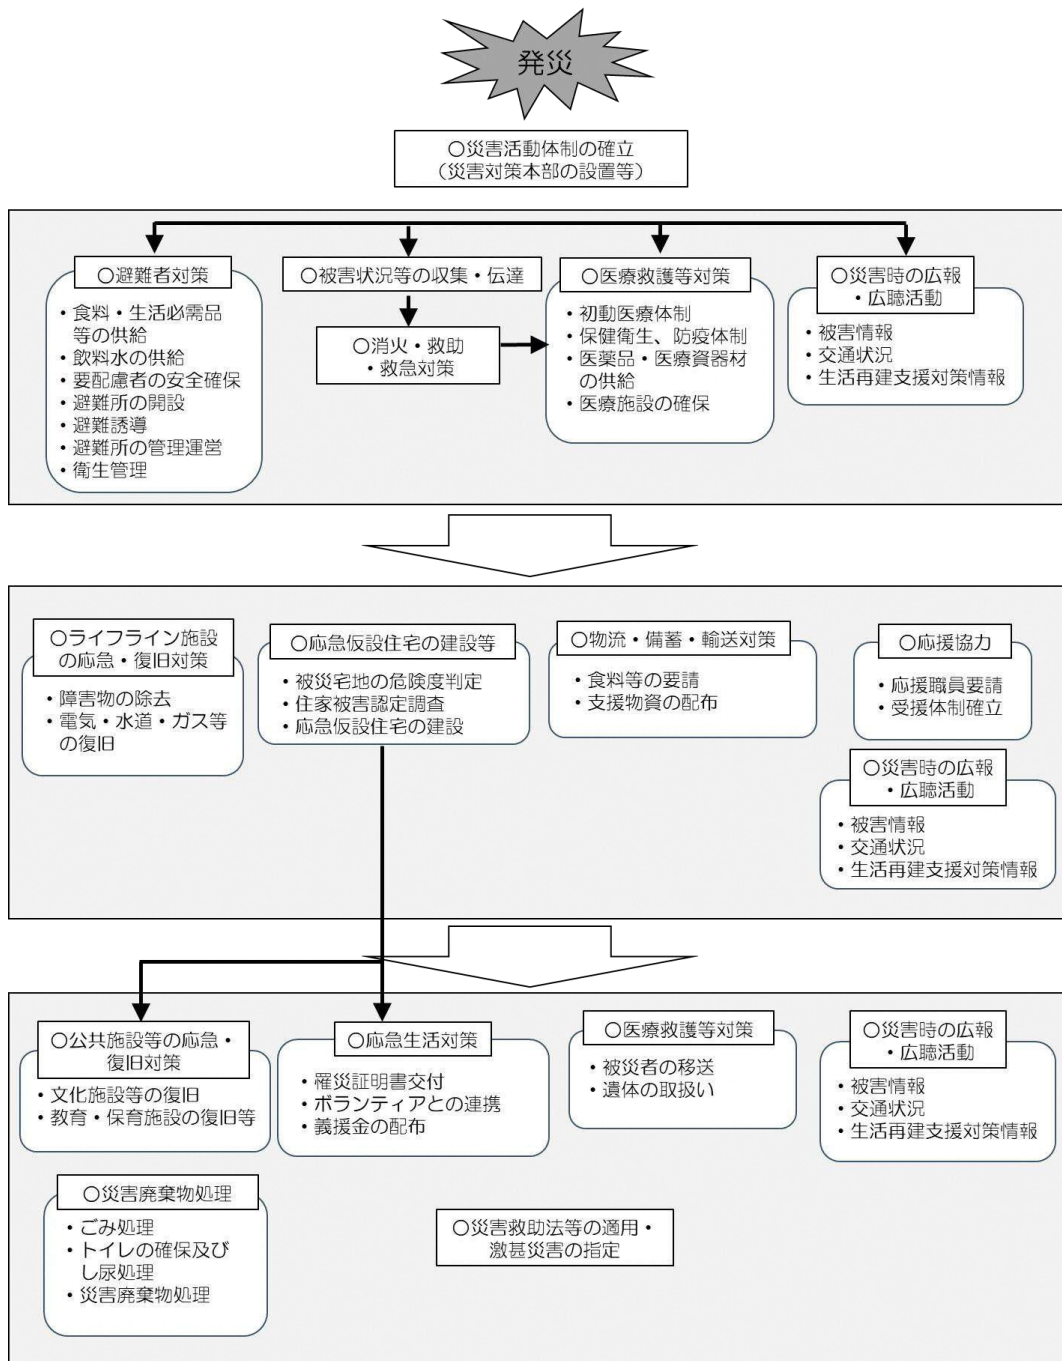 発災
○災害活動体制の確立
（災害対策本部の設置等）
○避難者対策
・食料・生活必需品
等の供給
・飲料水の供給
・要配慮者の安全確保
・避難所の開設
・避難誘導
・避難所の管理運営
・衛生管理
○被害状況等の収集・伝達
○消火・救助
・救急対策
○医療救護等対策
・初動医療体制
・保健衛生、防疫体制
・医薬品・医療資器材
の供給
・医療施設の確保
○災害時の広報
・広聴活動
・被害情報
・交通状況
・生活再建支援対策情報
○ライフライン施設
の応急・復旧対策
・障害物の除去
・電気・水道・ガス等
の復旧
○応急仮設住宅の建設等
・被災宅地の危険度判定
・住家被害認定調査
・応急仮設住宅の建設
○物流・備蓄・輸送対策
・食料等の要請
・支援物資の配布
○応援協力
・応援職員要請
・受援体制確立
○災害時の広報
・広聴活動
・被害情報
・交通状況
・生活再建支援対策情報
○公共施設等の応急・
復旧対策
・文化施設等の復旧
・教育・保育施設の復旧等
○応急生活対策
・罹災証明書交付
・ボランティアとの連携
・義援金の配布
○医療救護等対策
・被災者の移送
・遺体の取扱い
○災害時の広報
・広聴活動
・被害情報
・交通状況
・生活再建支援対策情報
○災害廃棄物処理
・ごみ処理
・トイレの確保及び
し尿処理
・災害廃棄物処理
○災害救助法等の適用・
激甚災害の指定